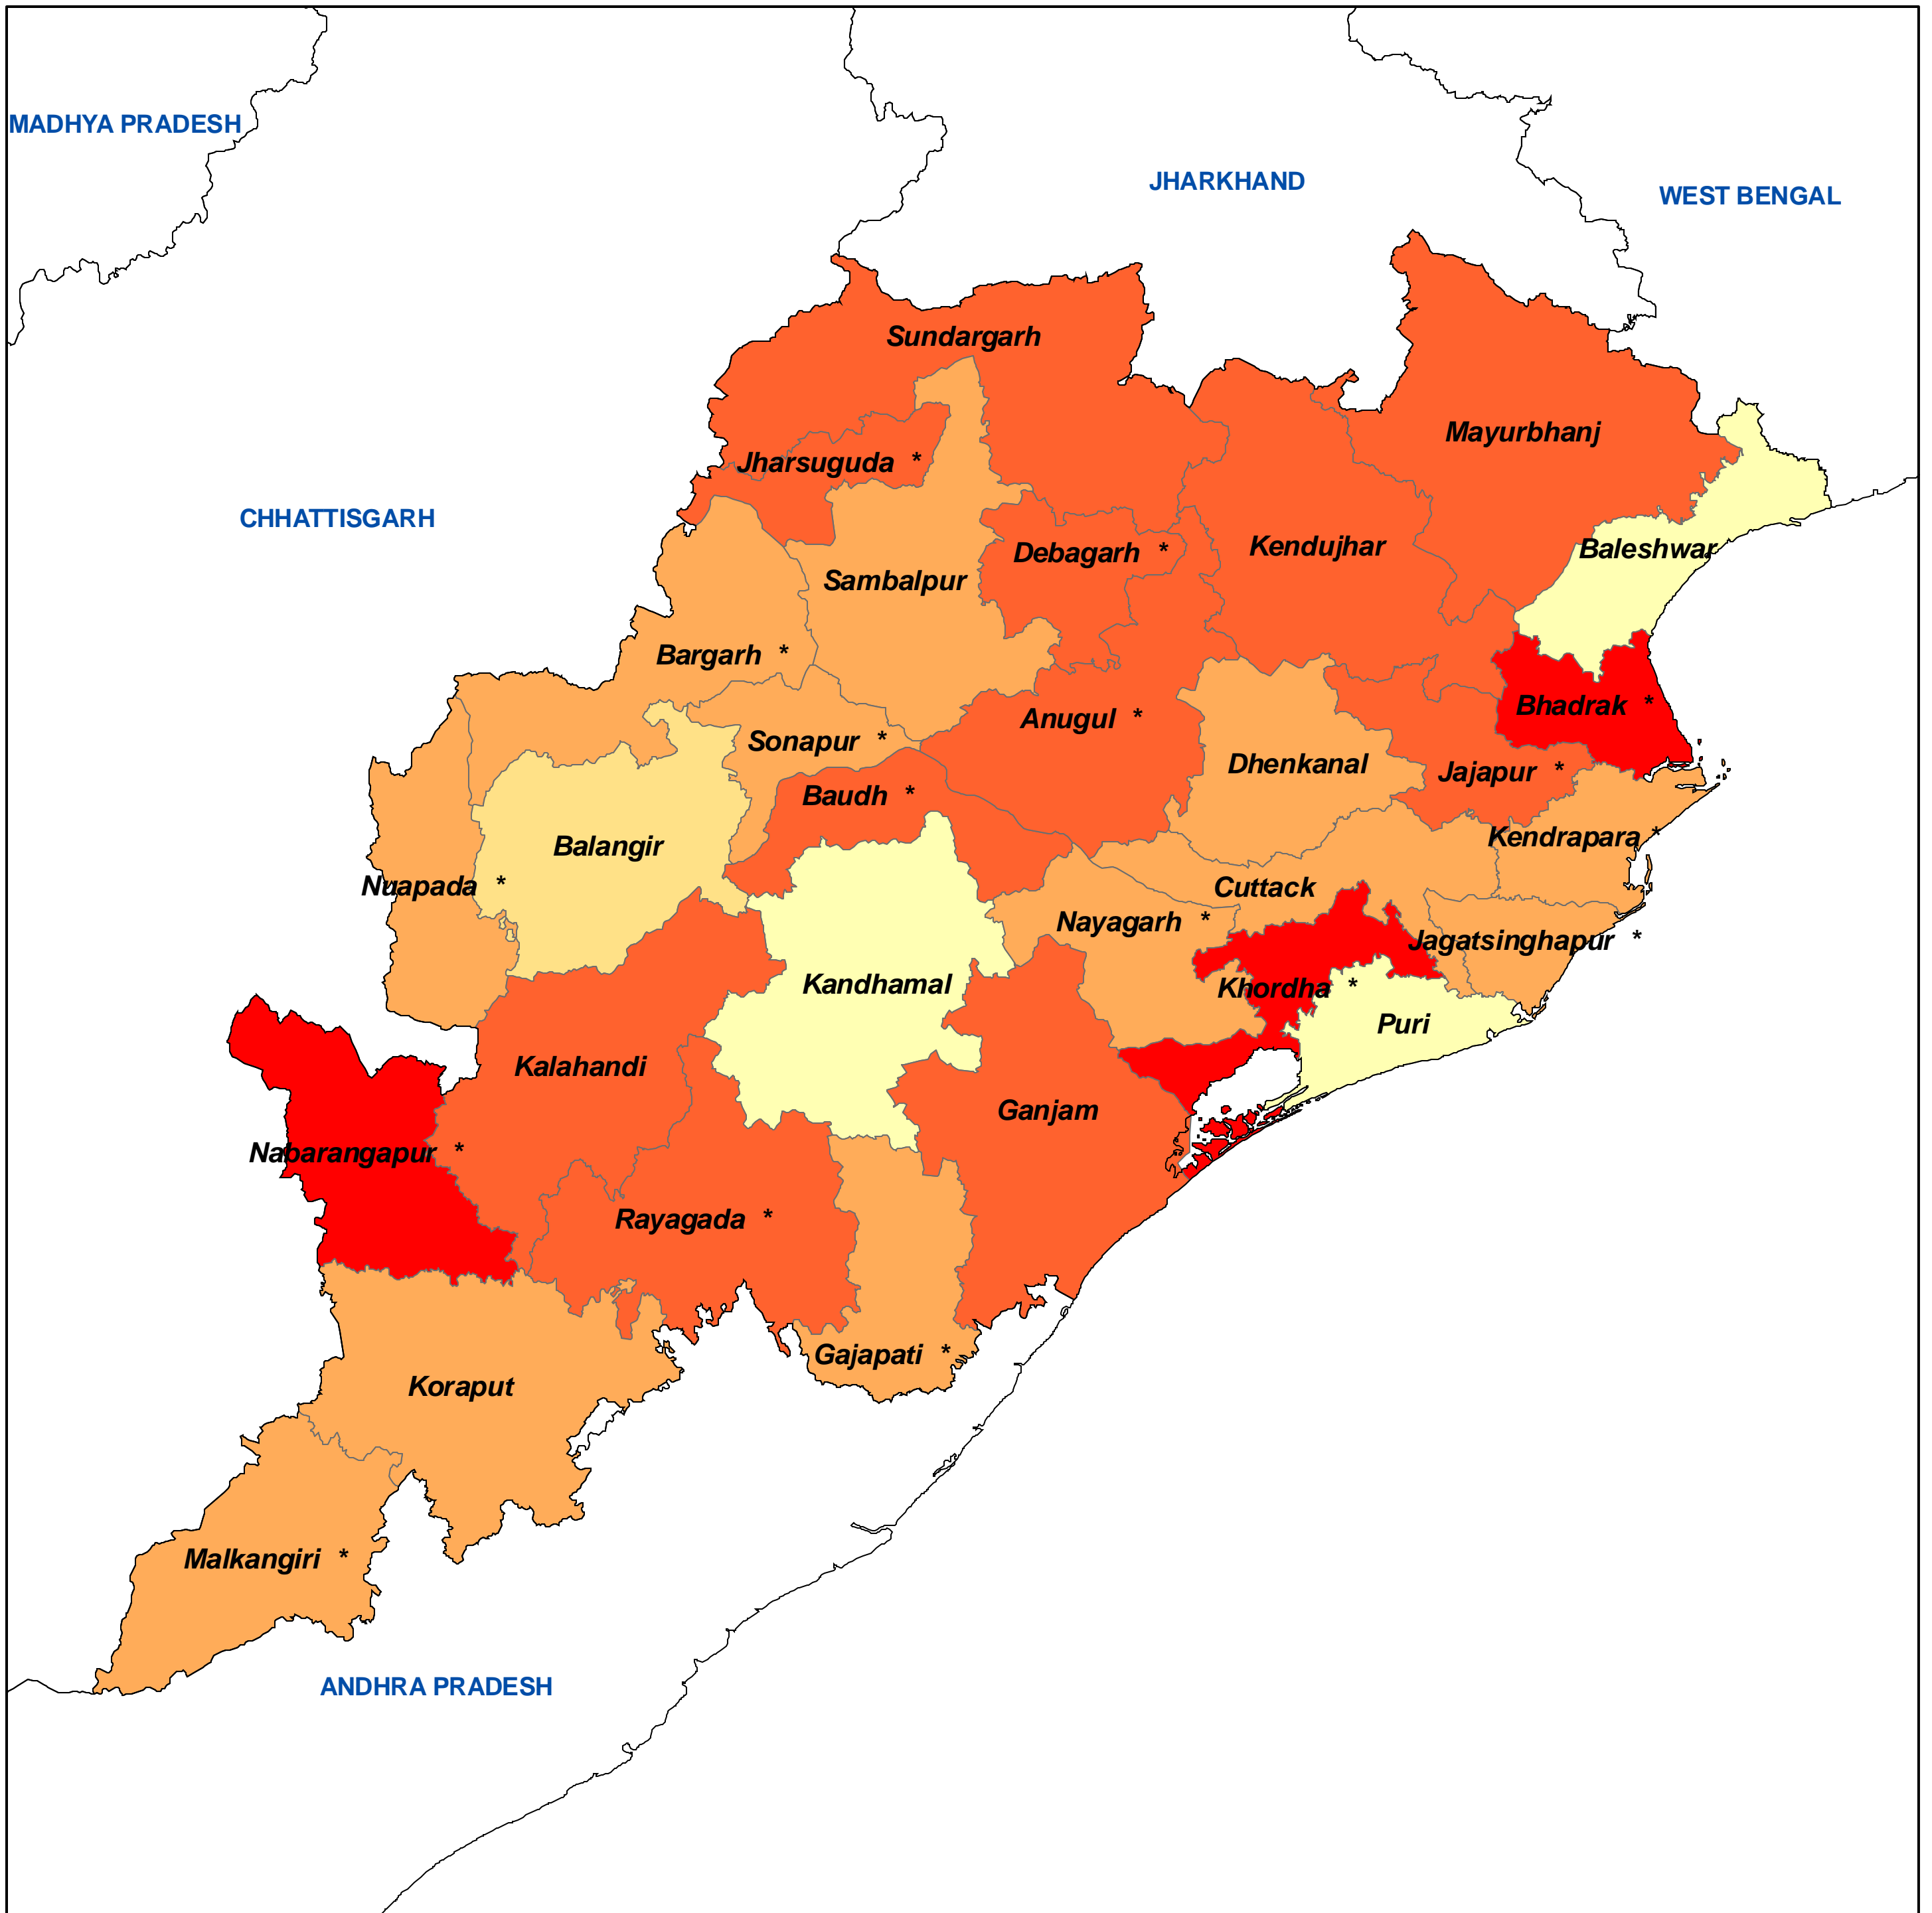 MADHYA PRADESH
JHARKHAND
WEST BENGAL
Sundargarh
Mayurbhanj
Jharsuguda *
CHHATTISGARH
Debagarh *
Kendujhar
Baleshwar
Sambalpur
Bargarh *
Bhadrak *
Anugul *
Sonapur *
Dhenkanal
Jajapur *
Baudh *
Kendrapara *
Balangir
Nuapada *
Cuttack
Nayagarh *
Jagatsinghapur *
Kandhamal
Khordha *
Puri
Kalahandi
Ganjam
Nabarangapur *
Rayagada *
Gajapati *
Koraput
Malkangiri *
ANDHRA PRADESH